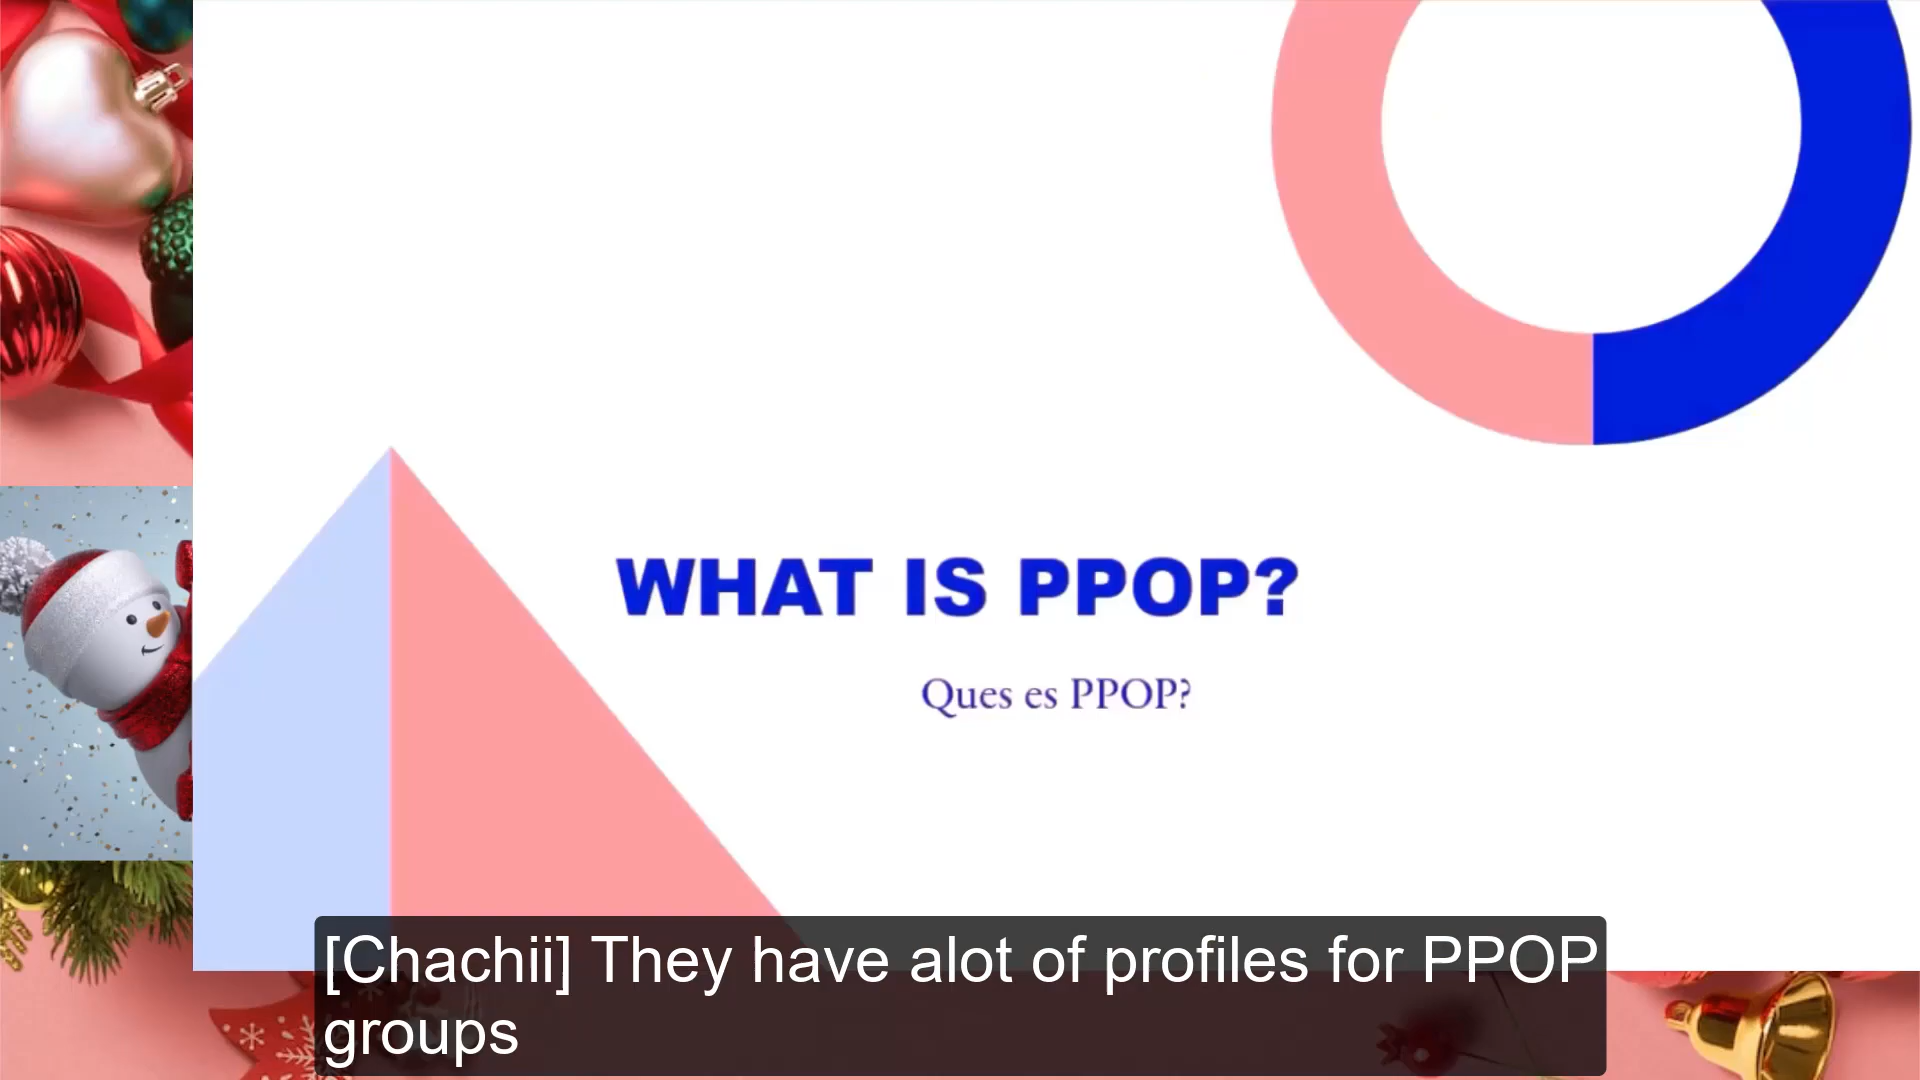 WHAT IS PPOP?
Ques es PPOP?
[Chachii] They have alot of profiles for PPOP
groups